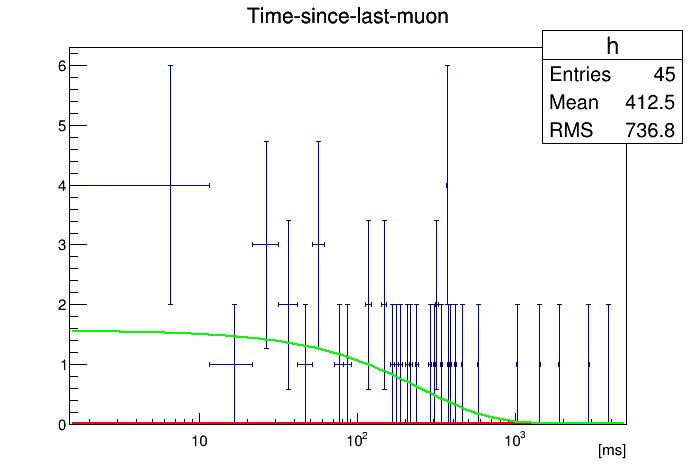 Time-since-last-muon
h
Entries 45
Mean 412.5
RMS 736.8
6
5
4
3
2
1
0
10
10²
10³
[ms]